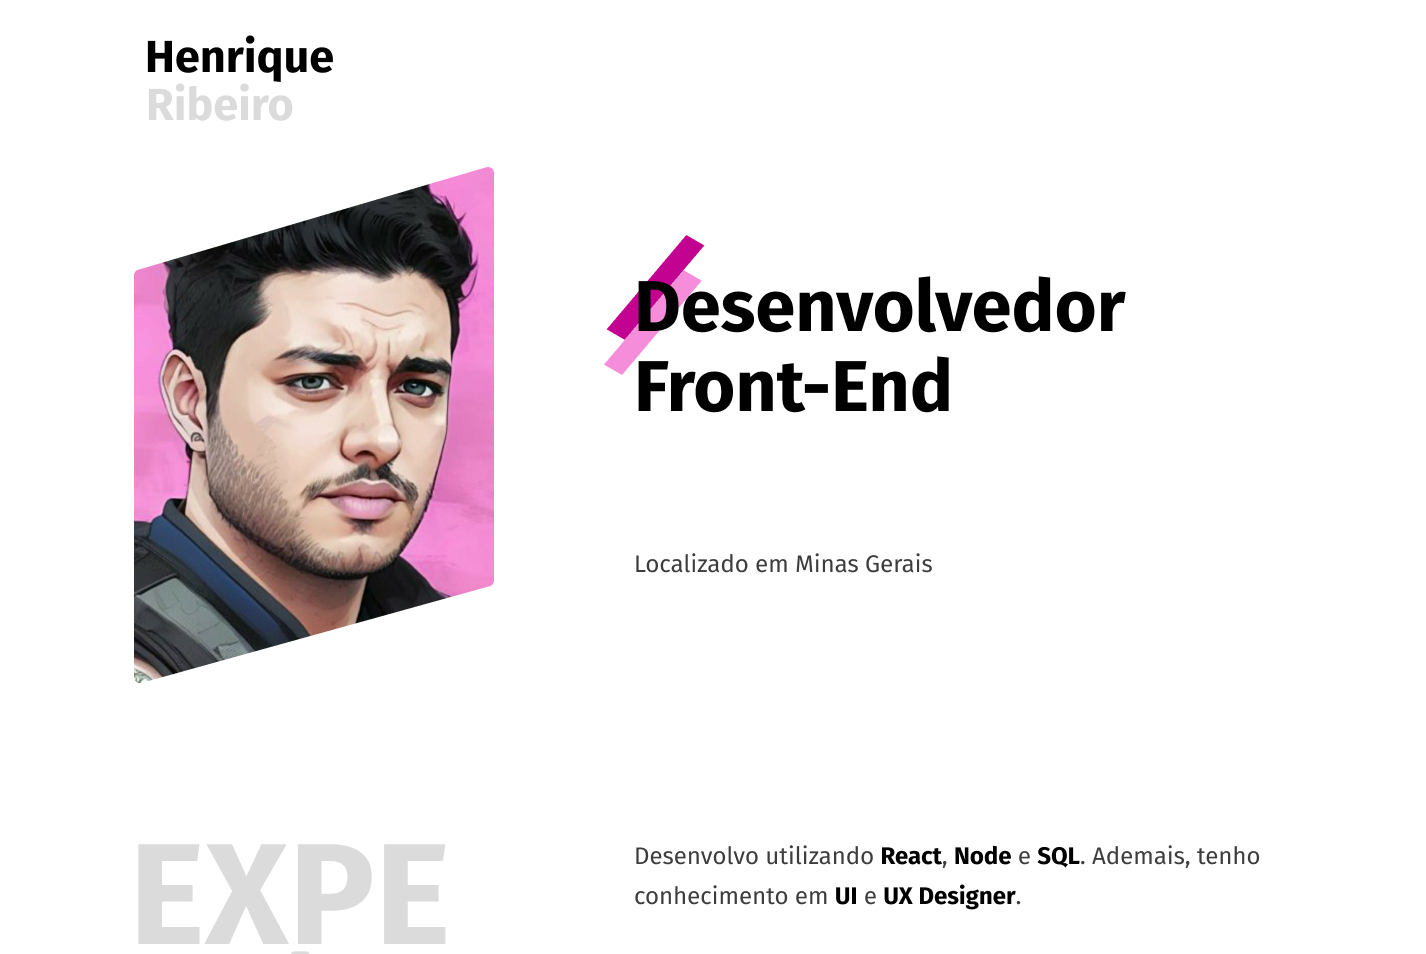 Henrique
Ribeiro
Desenvolvedor
Front-End
Localizado em Minas Gerais
EXPE
Desenvolvo utilizando React, Node e SQL. Ademais, tenho
conhecimento em UI e UX Designer.